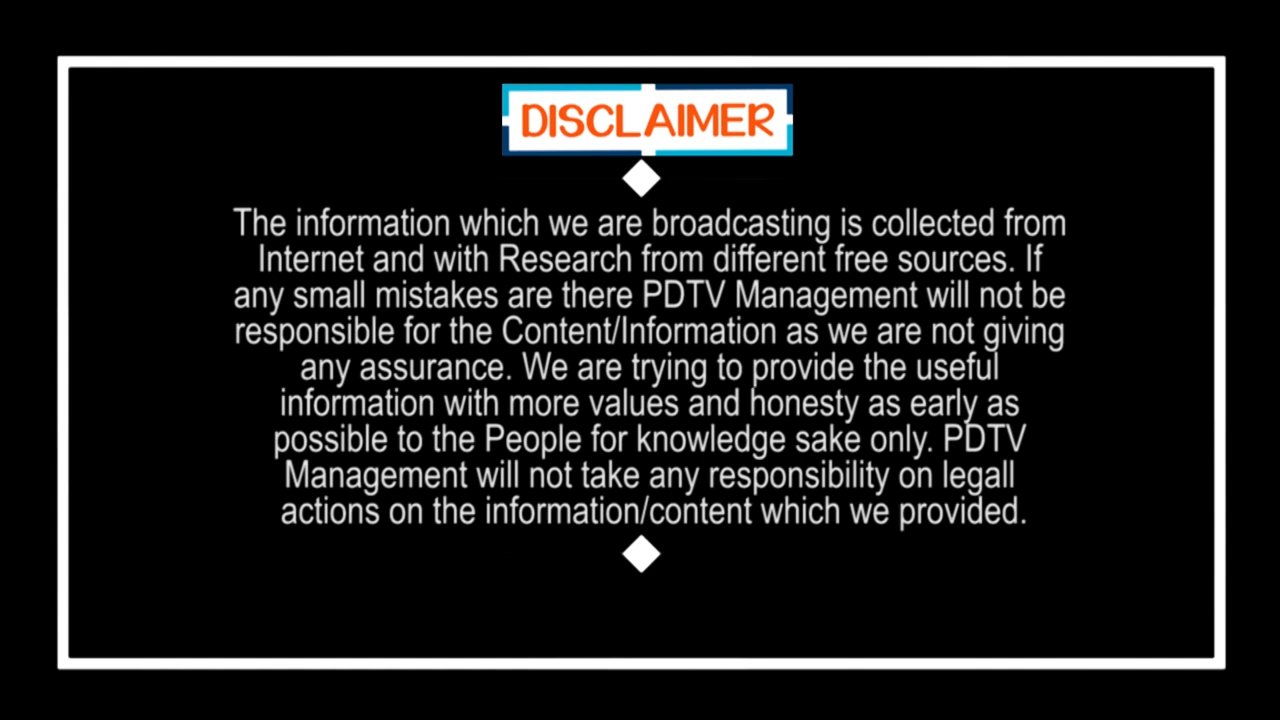 DISCLAIMER
The information which we are broadcasting is collected from
Internet and with Research from different free sources. If
any small mistakes are there PDTV Management will not be
responsible for the Content/Information as we are not giving
any assurance. We are trying to provide the useful
information with more values and honesty as early as
possible to the People for knowledge sake only. PDTV
Management will not take any responsibility on legall
actions on the information/content which we provided.